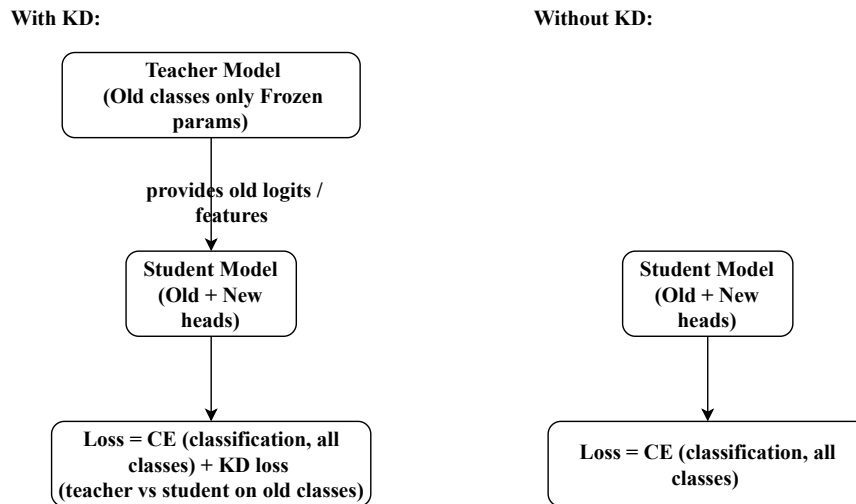 With KD:
Teacher Model
(Old classes only Frozen
params)
provides old logits /
features
Student Model
(Old + New
heads)
Loss = CE (classification, all
classes) + KD loss
(teacher vs student on old classes)
Without KD:
Student Model
(Old + New
heads)
Loss = CE (classification, all
classes)